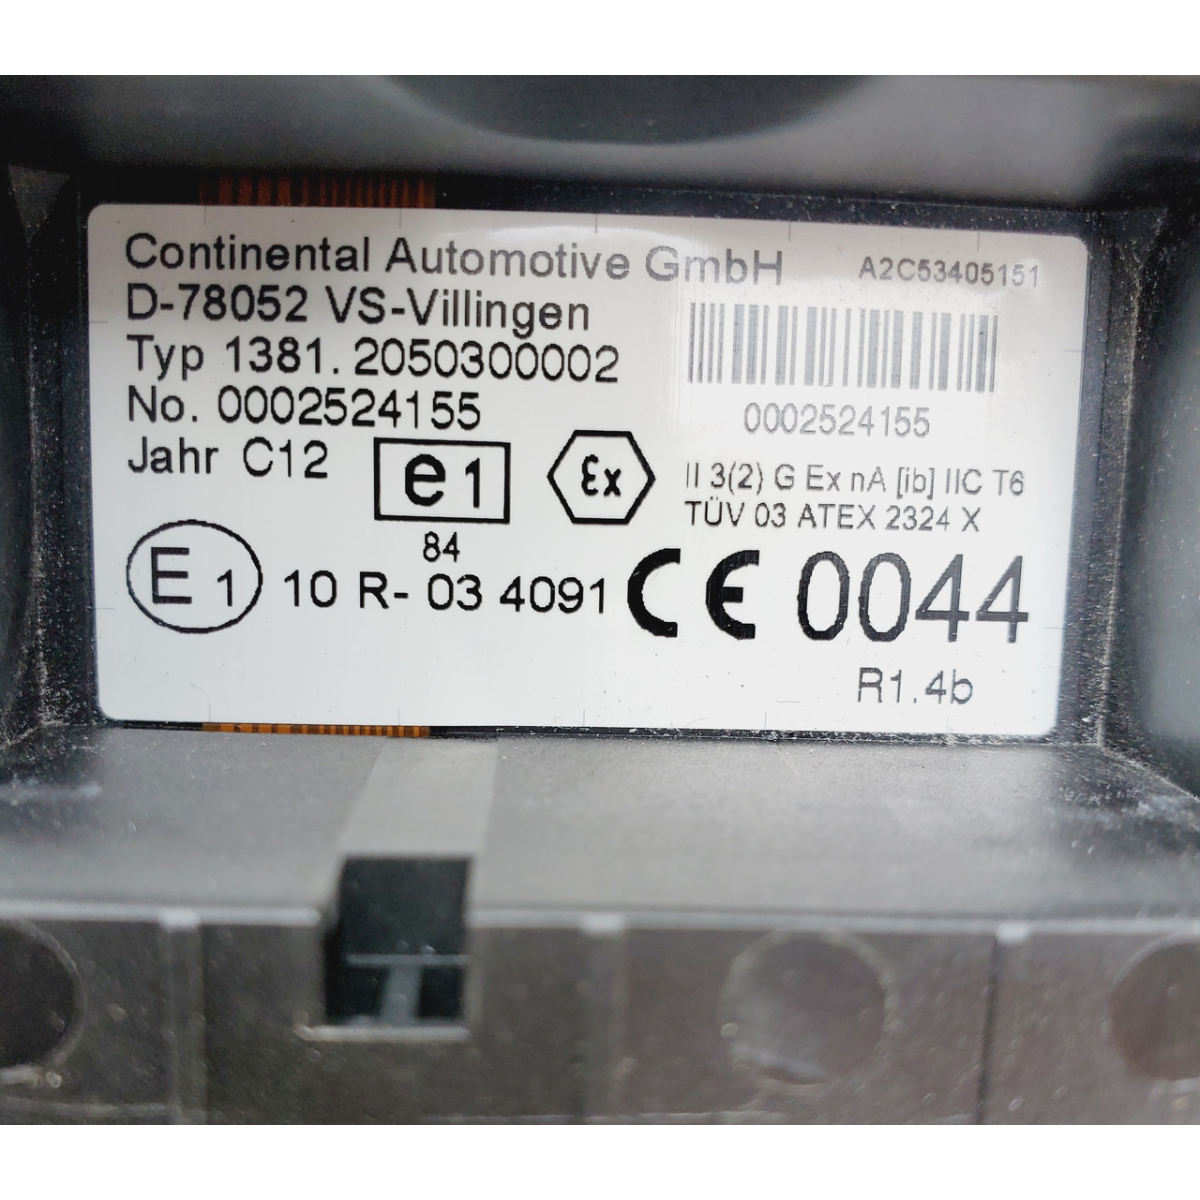 Continental Automotive GmbH A2C53405151
D-78052 VS-Villingen
Typ 1381.2050300002
No. 0002524155
0002524155
Jahr C12
e1
Ex
II 3(2) G Ex nA [ib] IIC T6
TÜV 03 ATEX 2324 X
84
E1 10 R- 03 4091
CE 0044
R1.4b